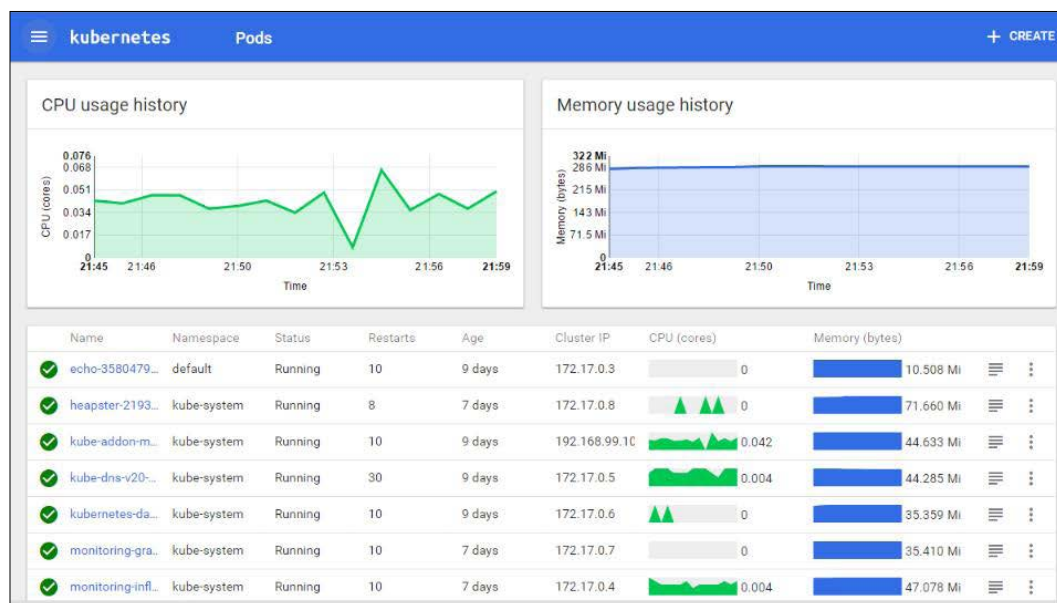 kubernetes Pods + CREATE
CPU usage history
0.076
0.068
0.051
0.034
0.017
0
CPU (cores)
21:45 21:46 21:50 21:53 21:56 21:59
Time
Memory usage history
322 Mi
286 Mi
215 Mi
143 Mi
71.5 Mi
0
Memory (bytes)
21:45 21:46 21:50 21:53 21:56 21:59
Time
Name Namespace Status Restarts Age Cluster IP CPU (cores) Memory (bytes)
echo-3580479... default Running 10 9 days 172.17.0.3 0 10.508 Mi
heapster-2193... kube-system Running 8 7 days 172.17.0.8 0 71.660 Mi
kube-addon-m... kube-system Running 10 9 days 192.168.99.10 0.042 44.633 Mi
kube-dns-v20-... kube-system Running 30 9 days 172.17.0.5 0.004 44.285 Mi
kubernetes-da... kube-system Running 10 9 days 172.17.0.6 0 35.359 Mi
monitoring-gra... kube-system Running 10 7 days 172.17.0.7 0 35.410 Mi
monitoring-infl... kube-system Running 10 7 days 172.17.0.4 0.004 47.078 Mi